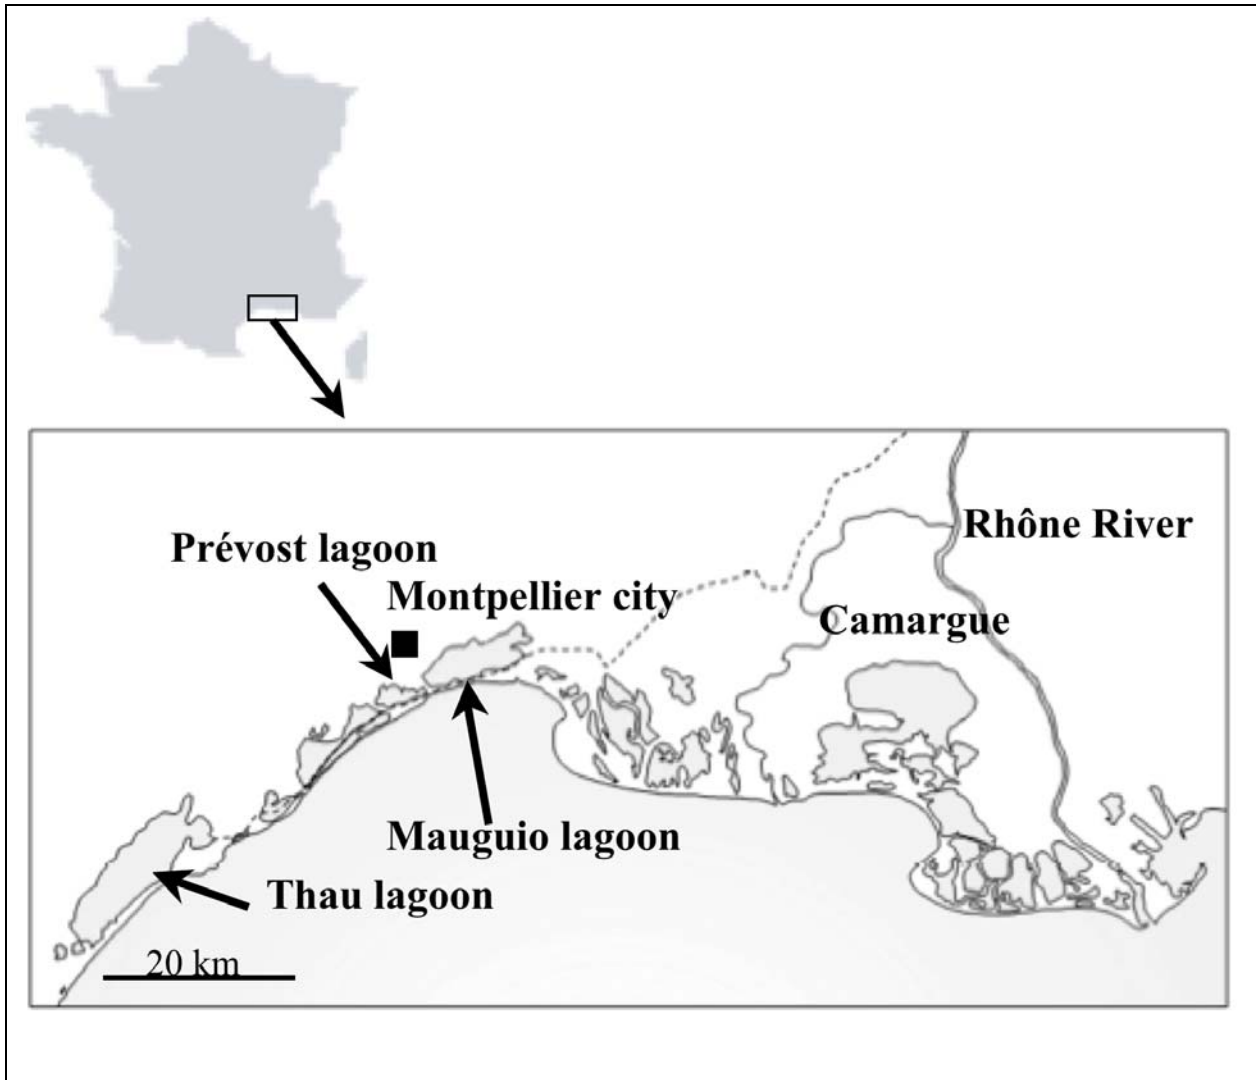 Rhône River
Prévost lagoon
Montpellier city
Camargue
Mauguio lagoon
Thau lagoon
20 km